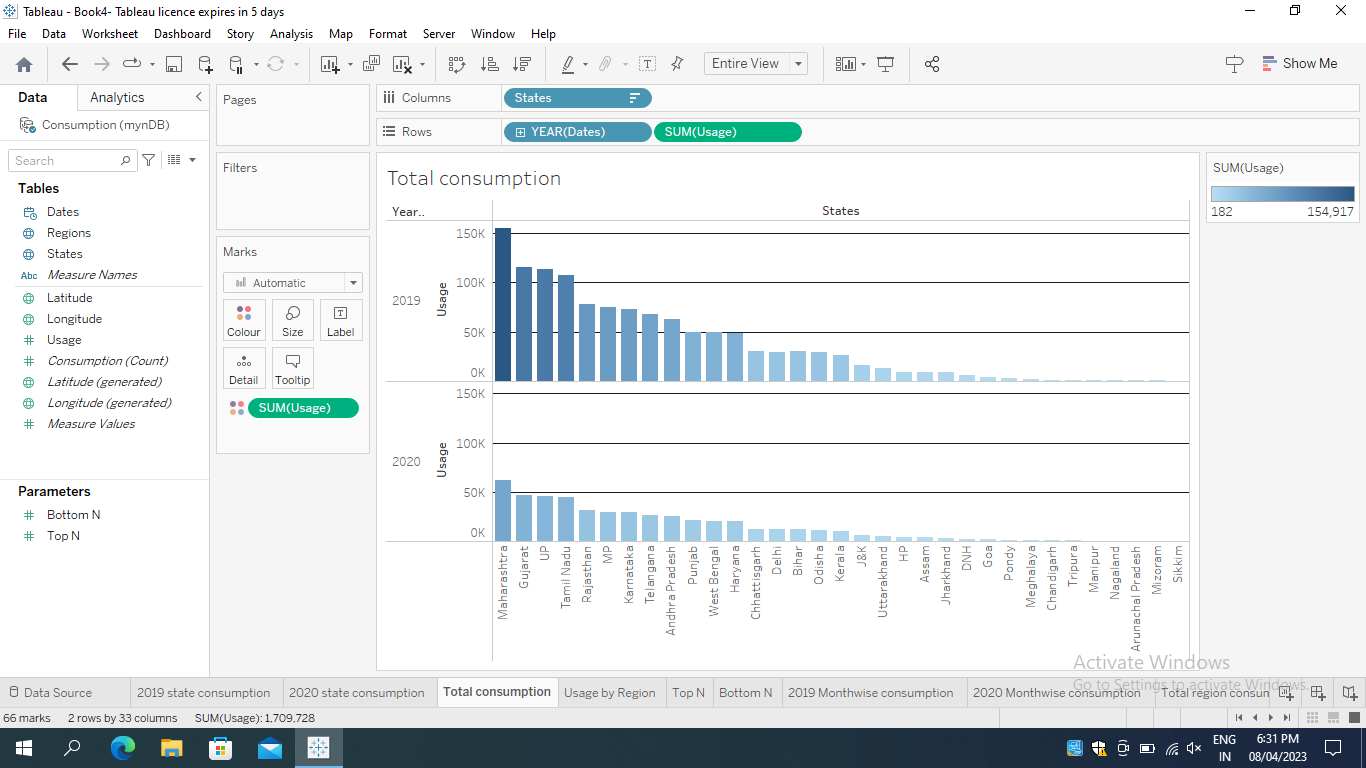 Tableau - Book4- Tableau licence expires in 5 days
File Data Worksheet Dashboard Story Analysis Map Format Server Window Help
Entire View
Show Me
Data Analytics
Consumption (mynDB)
Search
Tables
Dates
Regions
States
Abc Measure Names
Latitude
Longitude
Usage
Consumption (Count)
Latitude (generated)
Longitude (generated)
Measure Values
Parameters
Bottom N
Top N
Pages
Filters
Marks
Automatic
Colour Size Label
Detail Tooltip
SUM(Usage)
Columns States
Rows YEAR(Dates) SUM(Usage)
Total consumption
Year.. States
2019
Usage
150K
100K
50K
0K
2020
Usage
150K
100K
50K
0K
Maharashtra
Gujarat
UP
Tamil Nadu
Rajasthan
MP
Karnataka
Telangana
Andhra Pradesh
Punjab
West Bengal
Haryana
Chhattisgarh
Delhi
Bihar
Odisha
Kerala
J&K
Uttarakhand
HP
Assam
Jharkhand
DNH
Goa
Pondy
Meghalaya
Chandigarh
Tripura
Manipur
Nagaland
Arunachal Pradesh
Mizoram
Sikkim
SUM(Usage)
182 154,917
Activate Windows
Go to Settings to activate Windows.
Data Source 2019 state consumption 2020 state consumption Total consumption Usage by Region Top N Bottom N 2019 Monthwise consumption 2020 Monthwise consumption Total region consun
66 marks 2 rows by 33 columns SUM(Usage): 1,709,728
ENG
IN
6:31 PM
08/04/2023